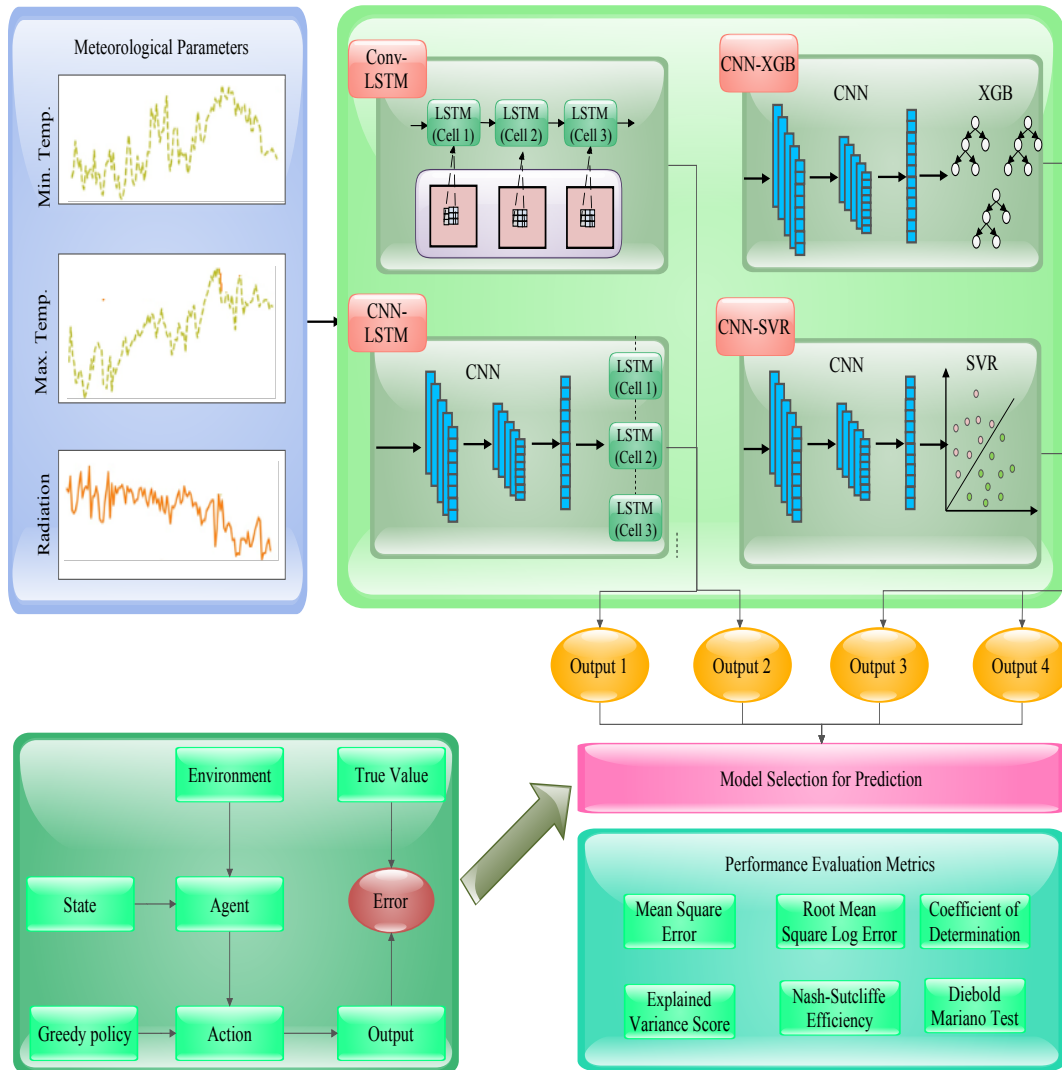 Meteorological Parameters
Min. Temp.
Max. Temp.
Radiation
Conv-
LSTM
LSTM
(Cell 1)
LSTM
(Cell 2)
LSTM
(Cell 3)
CNN-XGB
CNN
XGB
CNN-
LSTM
CNN
LSTM
(Cell 1)
LSTM
(Cell 2)
LSTM
(Cell 3)
CNN-SVR
CNN
SVR
Output 1
Output 2
Output 3
Output 4
Model Selection for Prediction
Environment
True Value
State
Agent
Error
Greedy policy
Action
Output
Performance Evaluation Metrics
Mean Square
Error
Root Mean
Square Log Error
Coefficient of
Determination
Explained
Variance Score
Nash-Sutcliffe
Efficiency
Diebold
Mariano Test